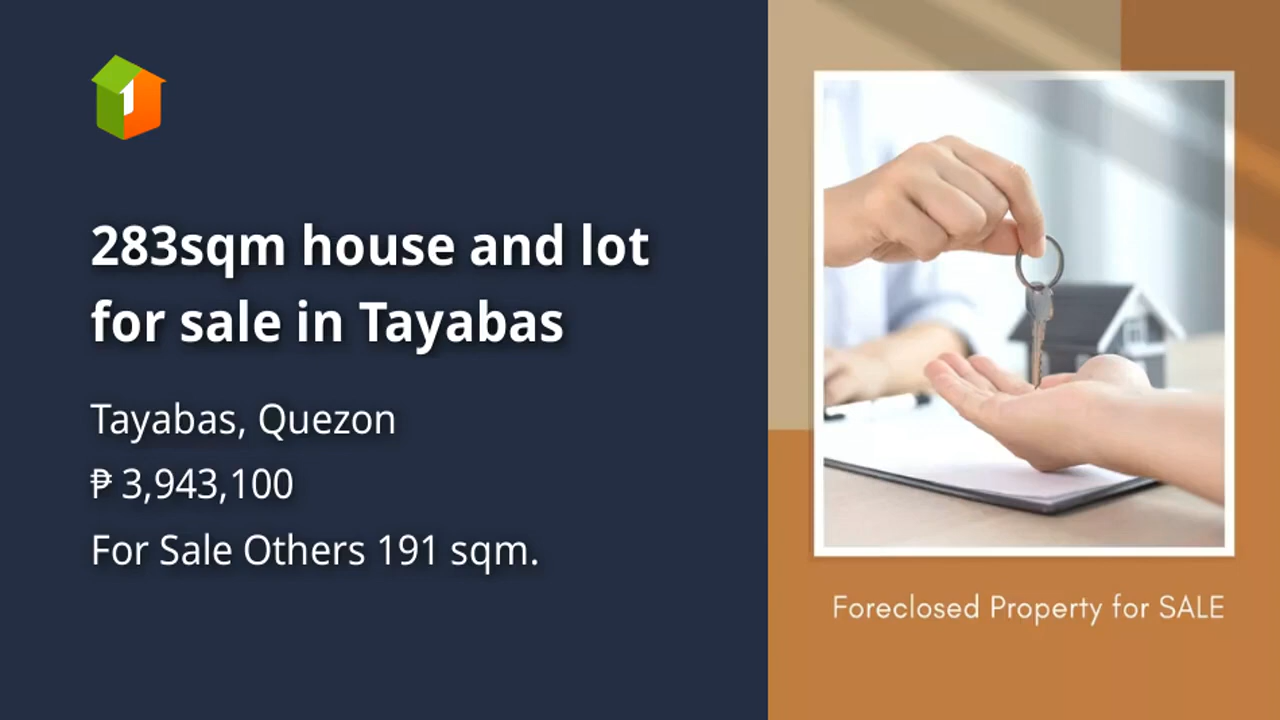 283sqm house and lot
for sale in Tayabas
Tayabas, Quezon
₱ 3,943,100
For Sale Others 191 sqm.
Foreclosed Property for SALE